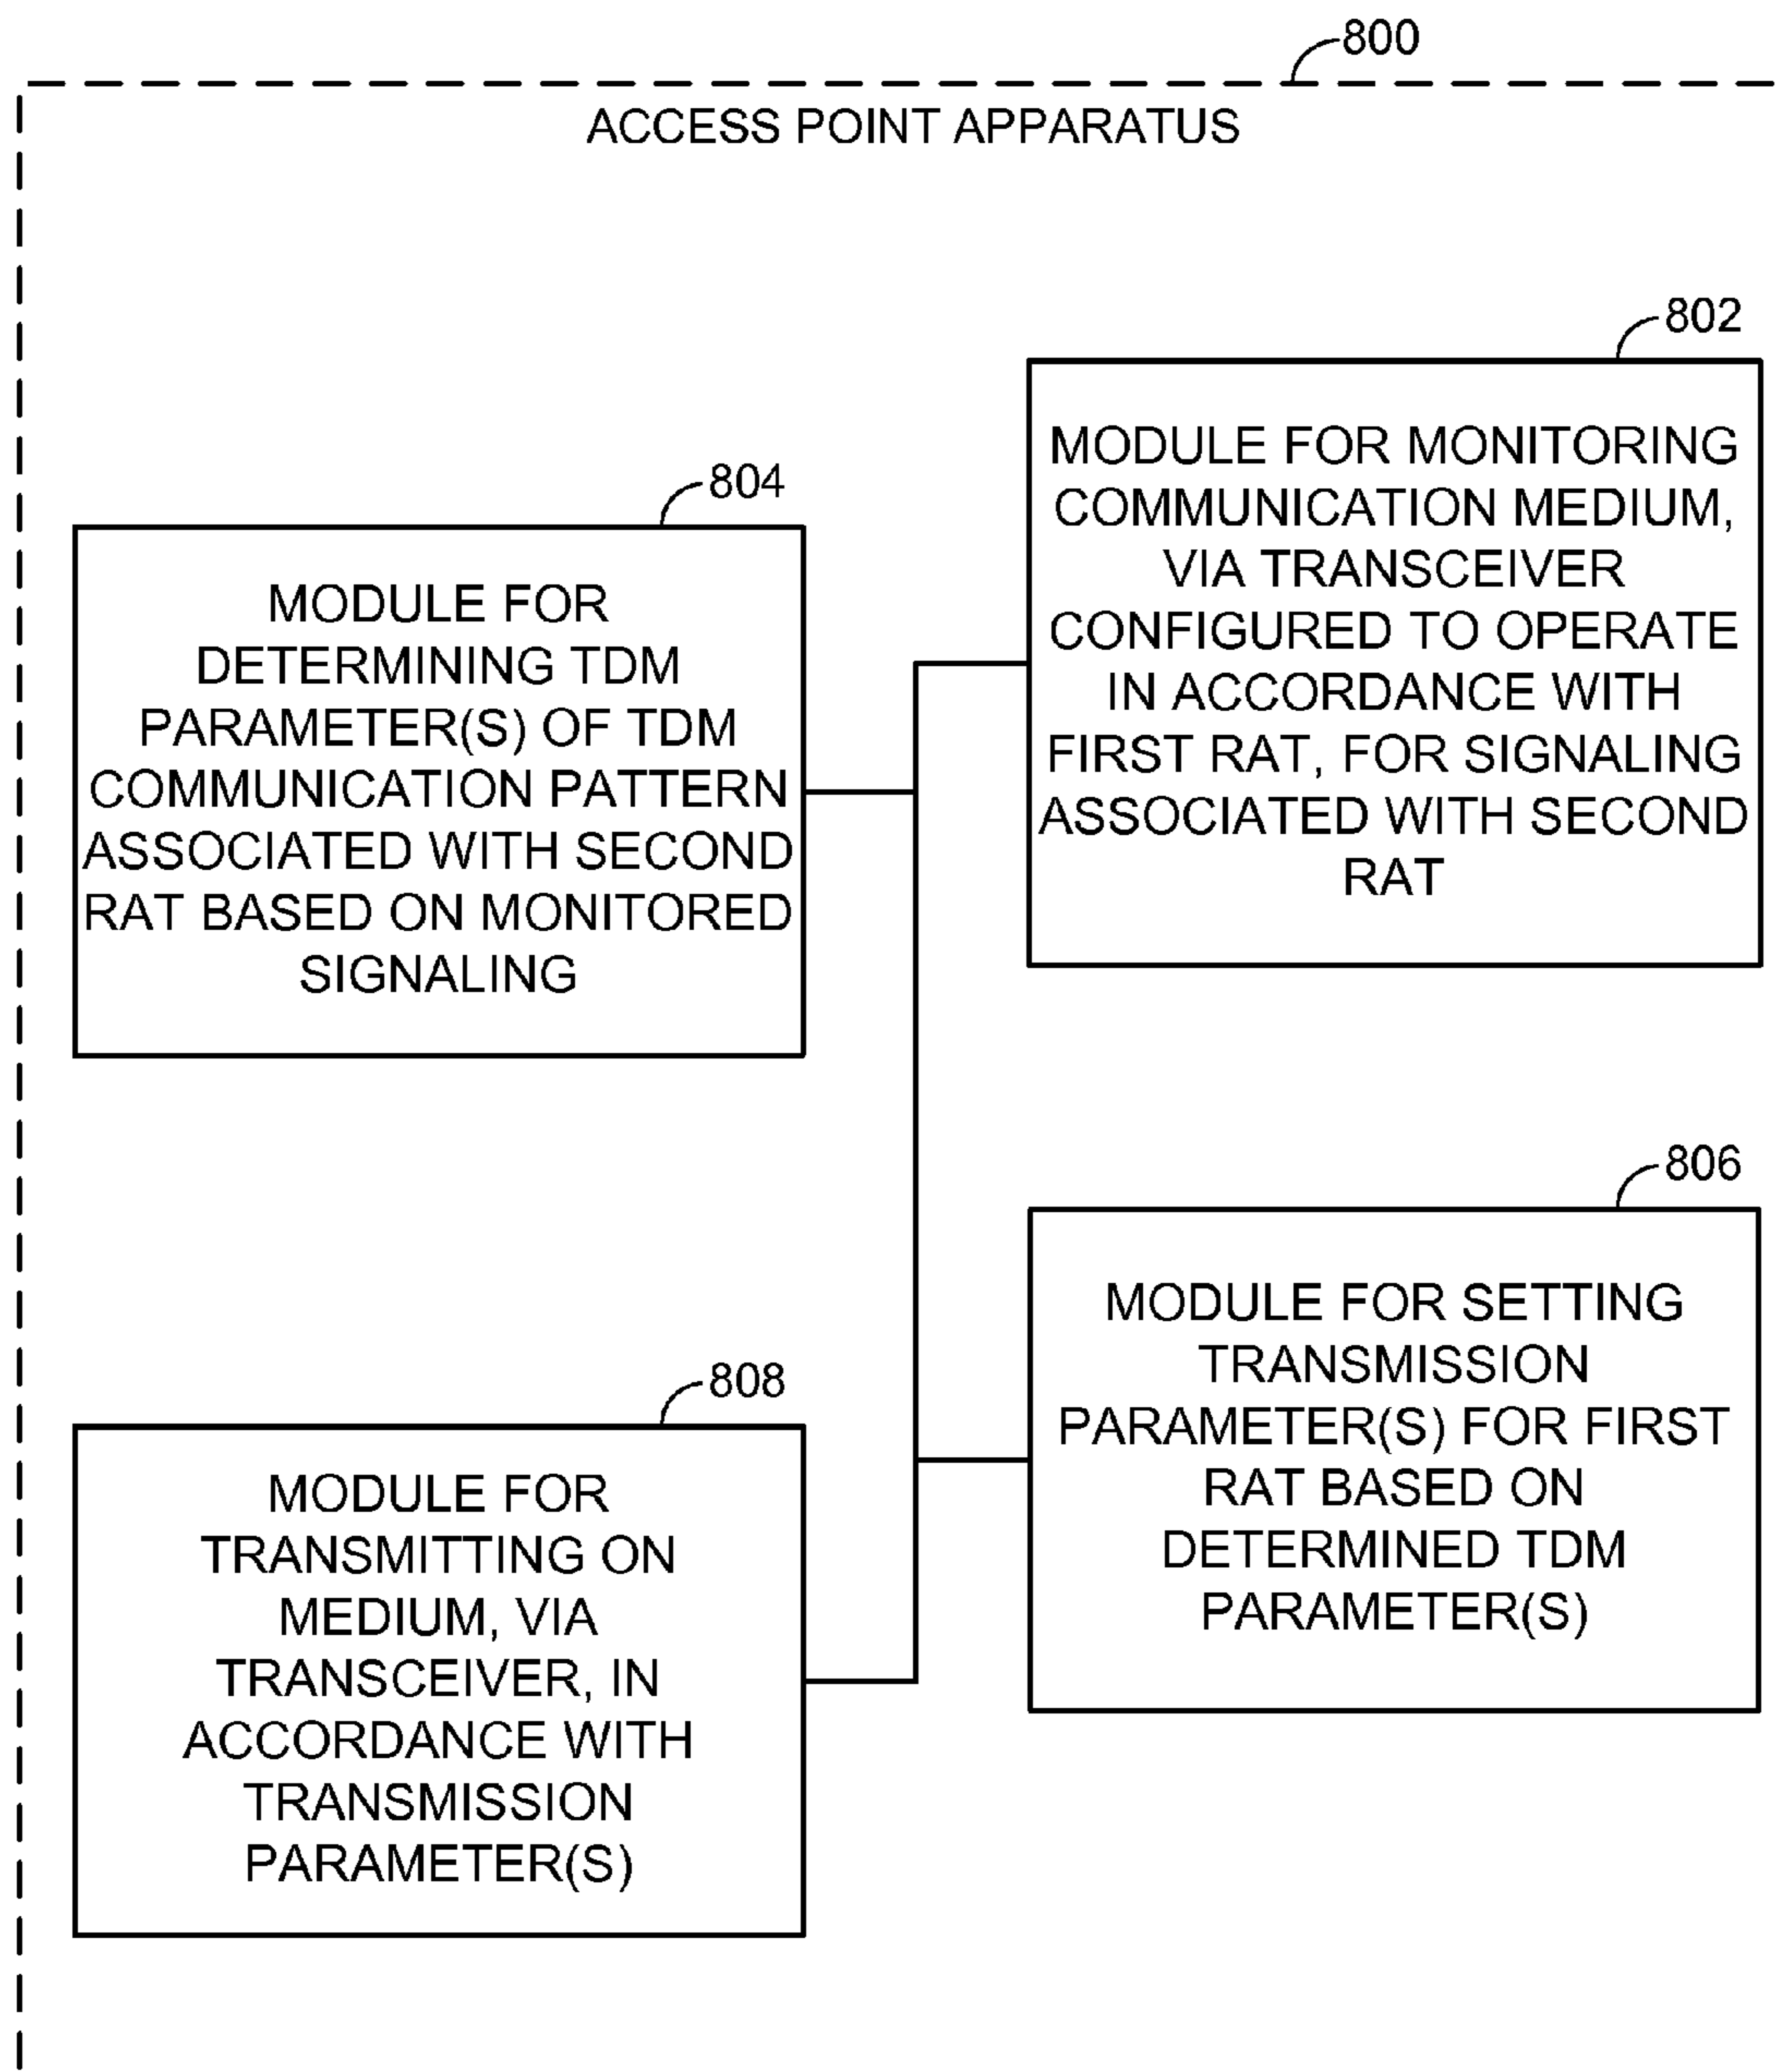 800
ACCESS POINT APPARATUS
802
MODULE FOR MONITORING
COMMUNICATION MEDIUM,
VIA TRANSCEIVER
CONFIGURED TO OPERATE
IN ACCORDANCE WITH
FIRST RAT, FOR SIGNALING
ASSOCIATED WITH SECOND
RAT
804
MODULE FOR
DETERMINING TDM
PARAMETER(S) OF TDM
COMMUNICATION PATTERN
ASSOCIATED WITH SECOND
RAT BASED ON MONITORED
SIGNALING
806
MODULE FOR SETTING
TRANSMISSION
PARAMETER(S) FOR FIRST
RAT BASED ON
DETERMINED TDM
PARAMETER(S)
808
MODULE FOR
TRANSMITTING ON
MEDIUM, VIA
TRANSCEIVER, IN
ACCORDANCE WITH
TRANSMISSION
PARAMETER(S)